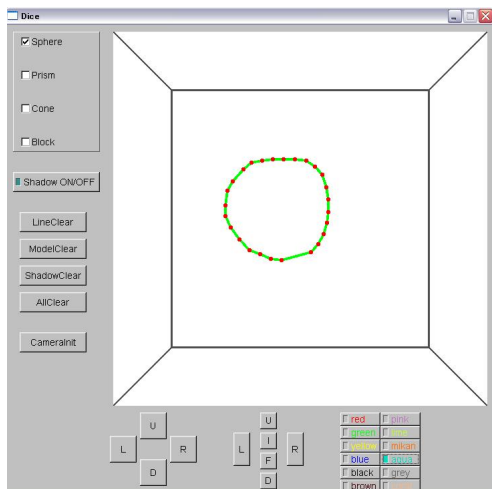 Dice
Sphere
Prism
Cone
Block
Shadow ON/OFF
LineClear
ModelClear
ShadowClear
AllClear
CameraInit
U
L R
D
U
L I R
F
D
red pink
green
yellow mikan
blue aqua
black grey
brown